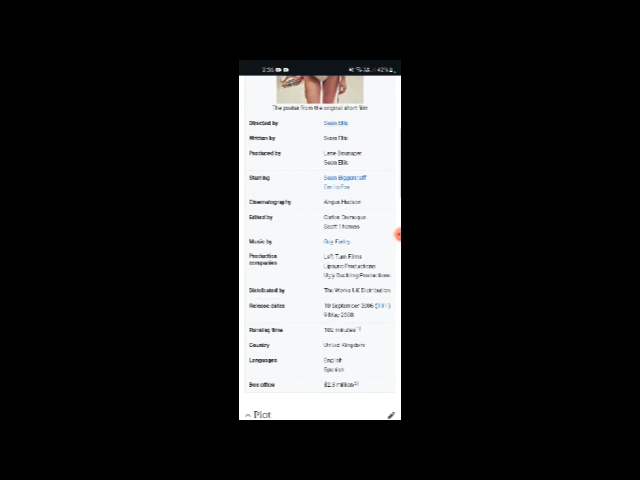 The poster from the original short film
Directed by Sean Ellis
Written by Sean Ellis
Produced by Lene Bausager
Sean Ellis
Starring Sean Biggerstaff
Emilia Fox
Cinematography Angus Hudson
Edited by Carlos Domeque
Scott Thomas
Music by Guy Farley
Production companies Left Turn Films
Lipsync Productions
Ugly Duckling Productions
Distributed by The Works UK Distribution
Release dates 10 September 2006 (TIFF)
9 May 2008
Running time 102 minutes
Country United Kingdom
Languages English
Spanish
Box office
Plot